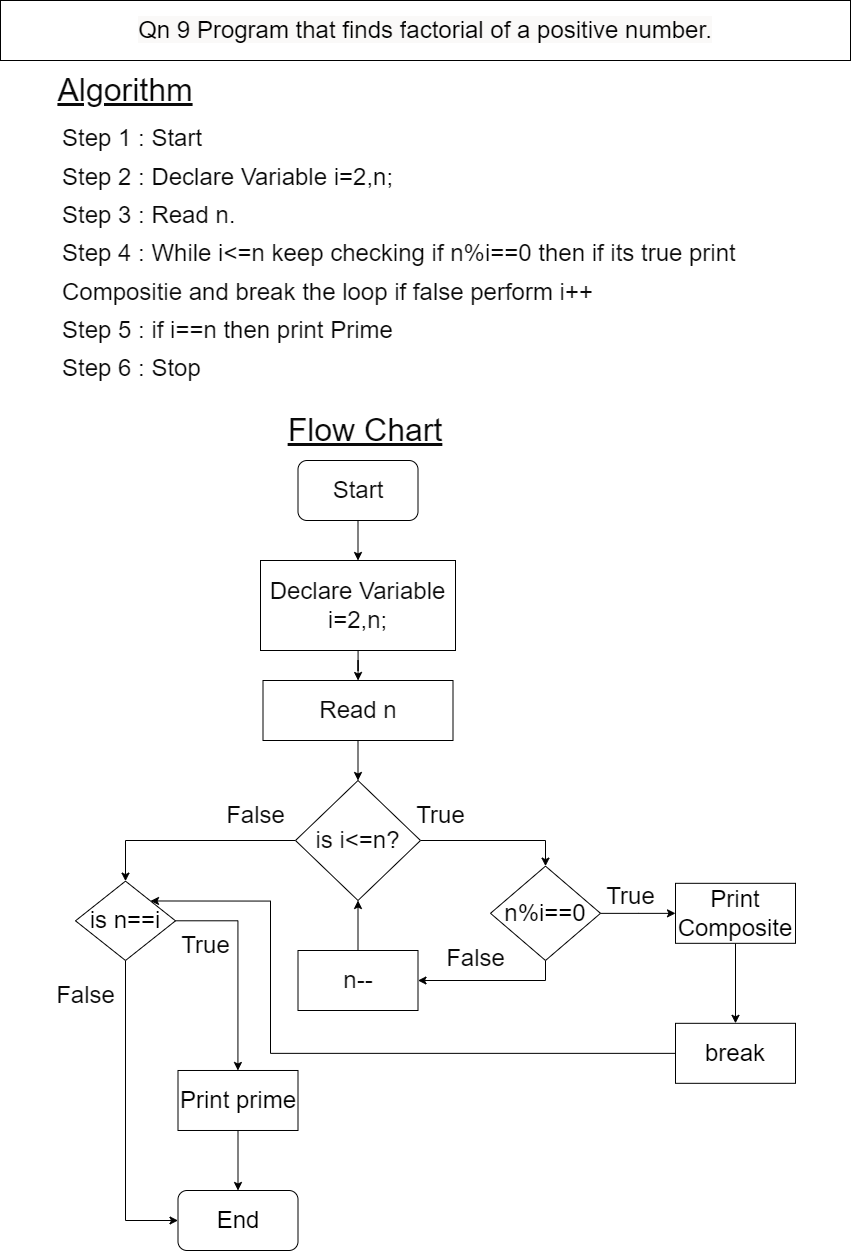 Qn 9 Program that finds factorial of a positive number.
Algorithm
Step 1 : Start
Step 2 : Declare Variable i=2,n;
Step 3 : Read n.
Step 4 : While i<=n keep checking if n%i==0 then if its true print
Compositie and break the loop if false perform i++
Step 5 : if i==n then print Prime
Step 6 : Stop
Flow Chart
Start
Declare Variable
i=2,n;
Read n
False
True
is i<=n?
True
Print
Composite
n%i==0
is n==i
True
False
n--
False
break
Print prime
End